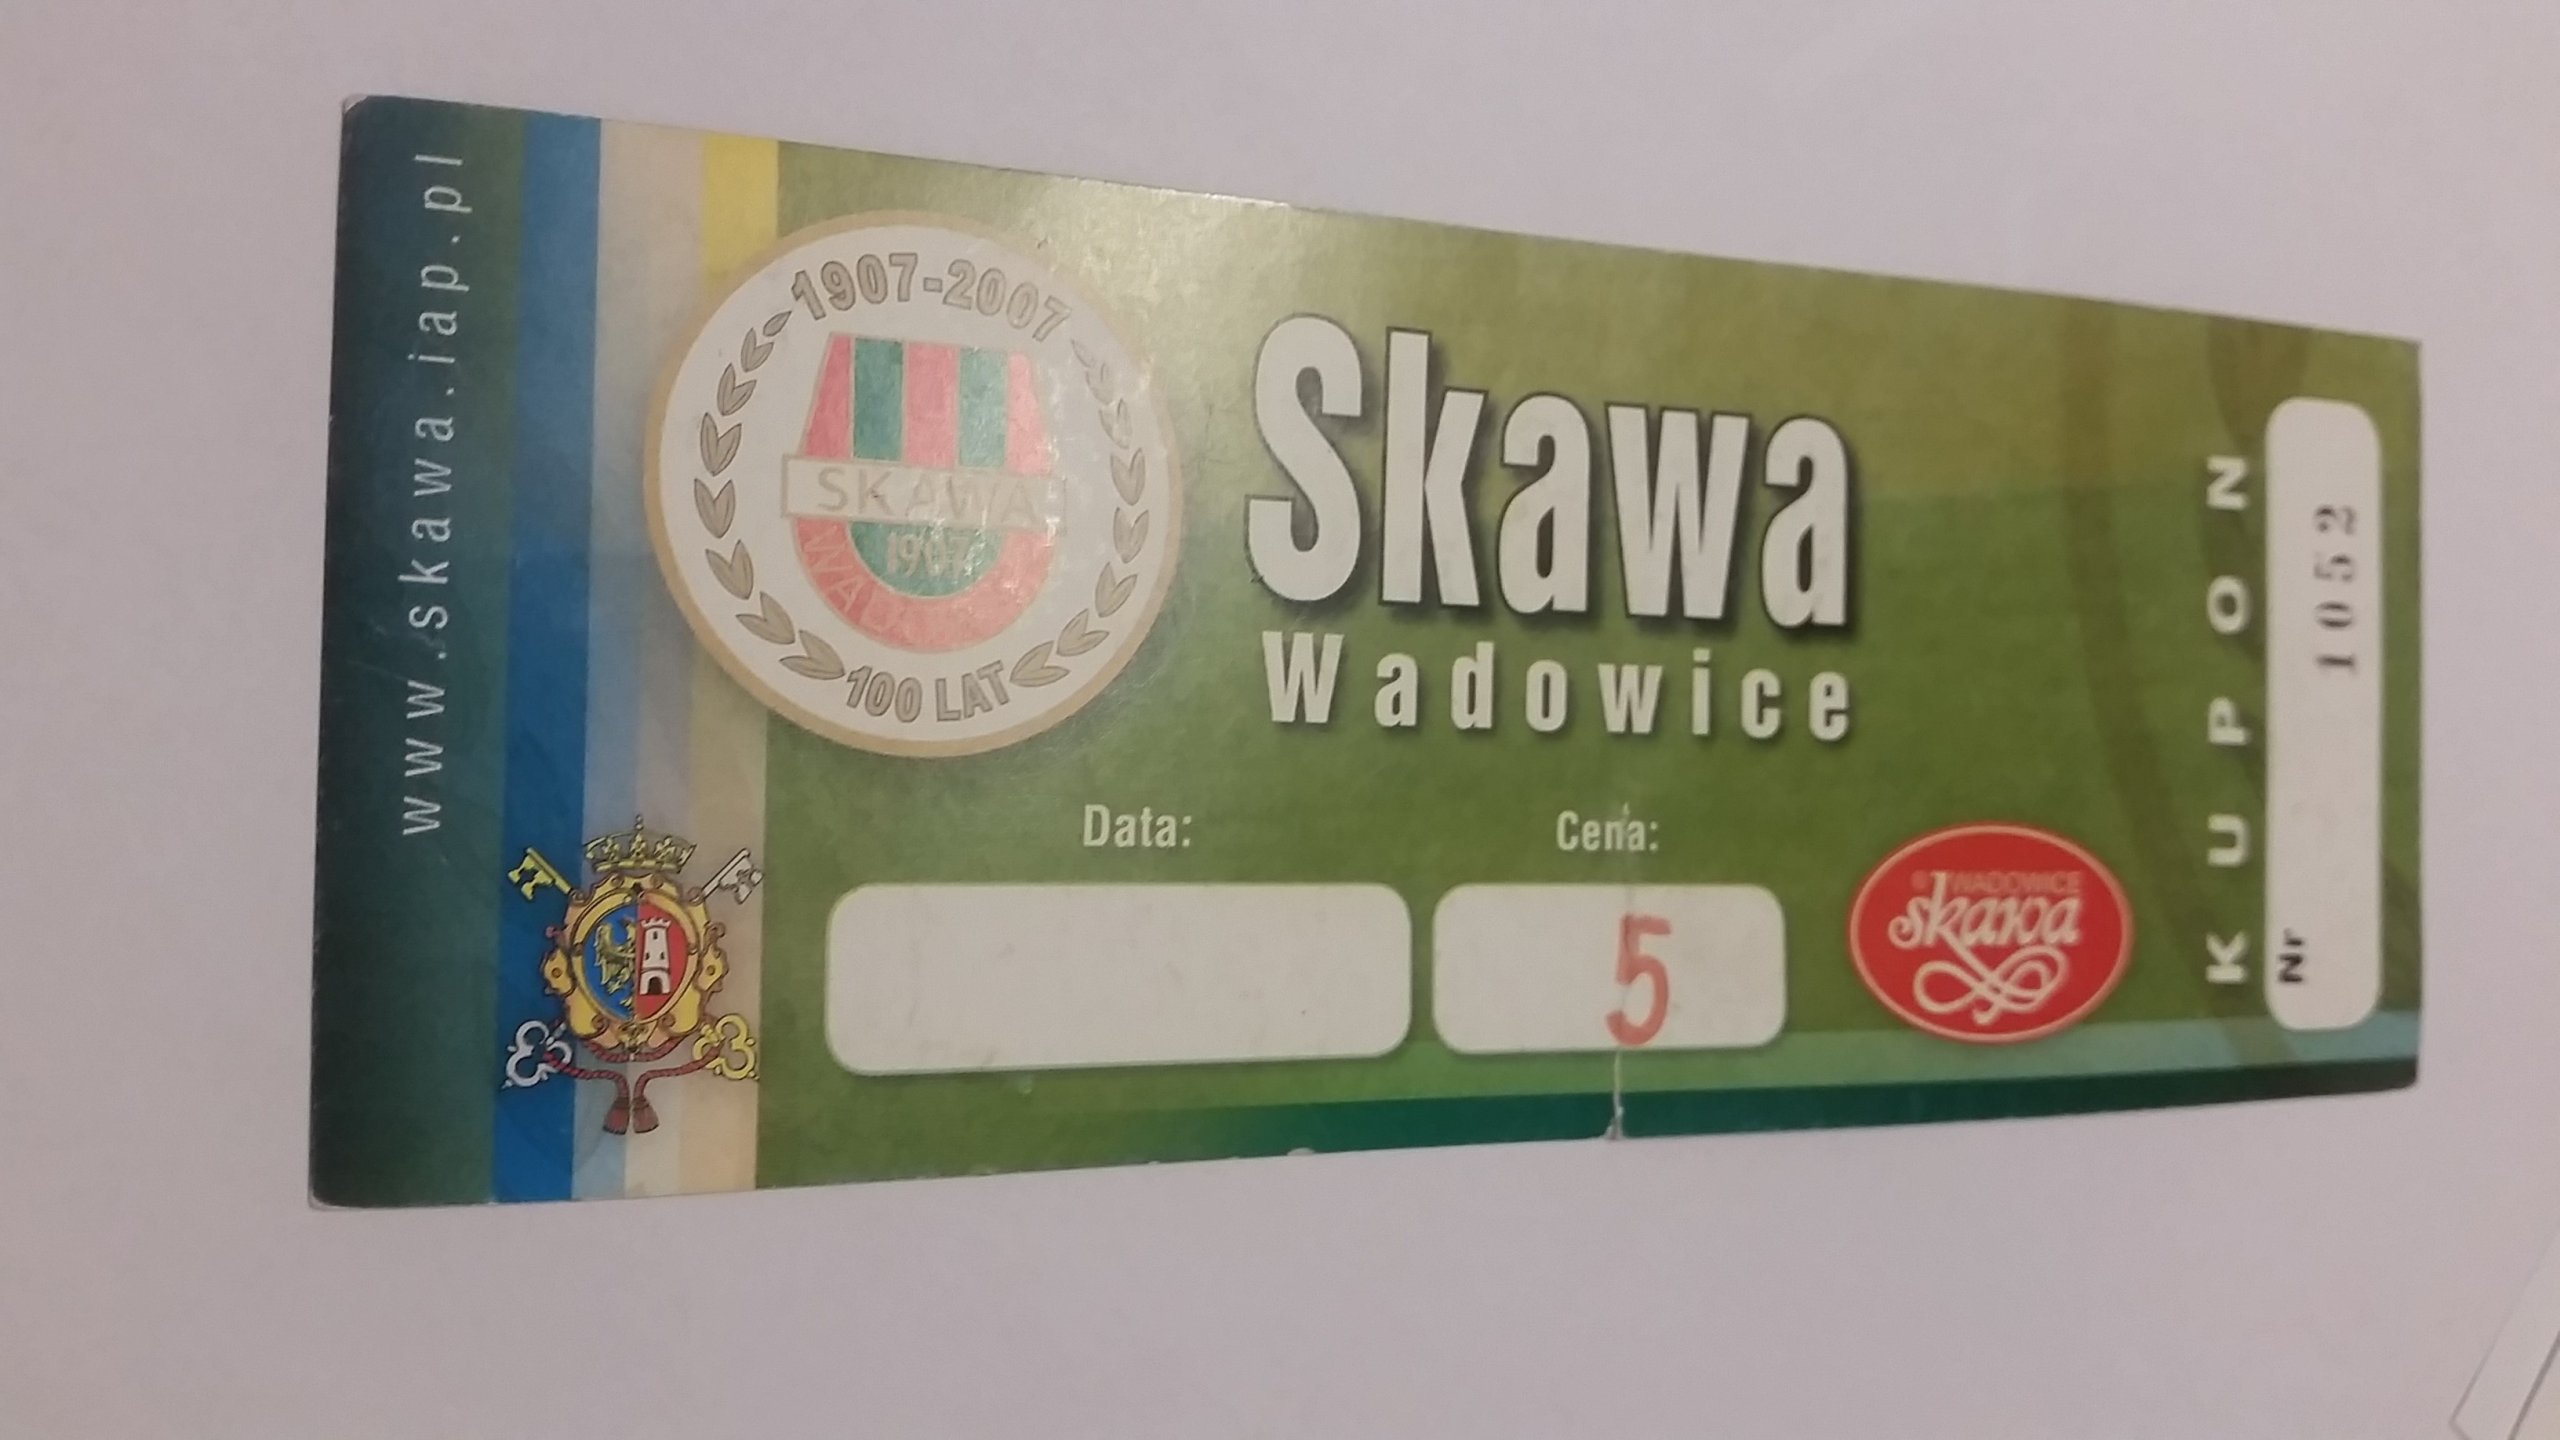 www.skawa.iap.pl
1907-2007
SKAWA
1907
100 LAT
Skawa
Wadowice
Data:
Cena:
5
WADOWICE
skawa
KUPON
Nr 1052